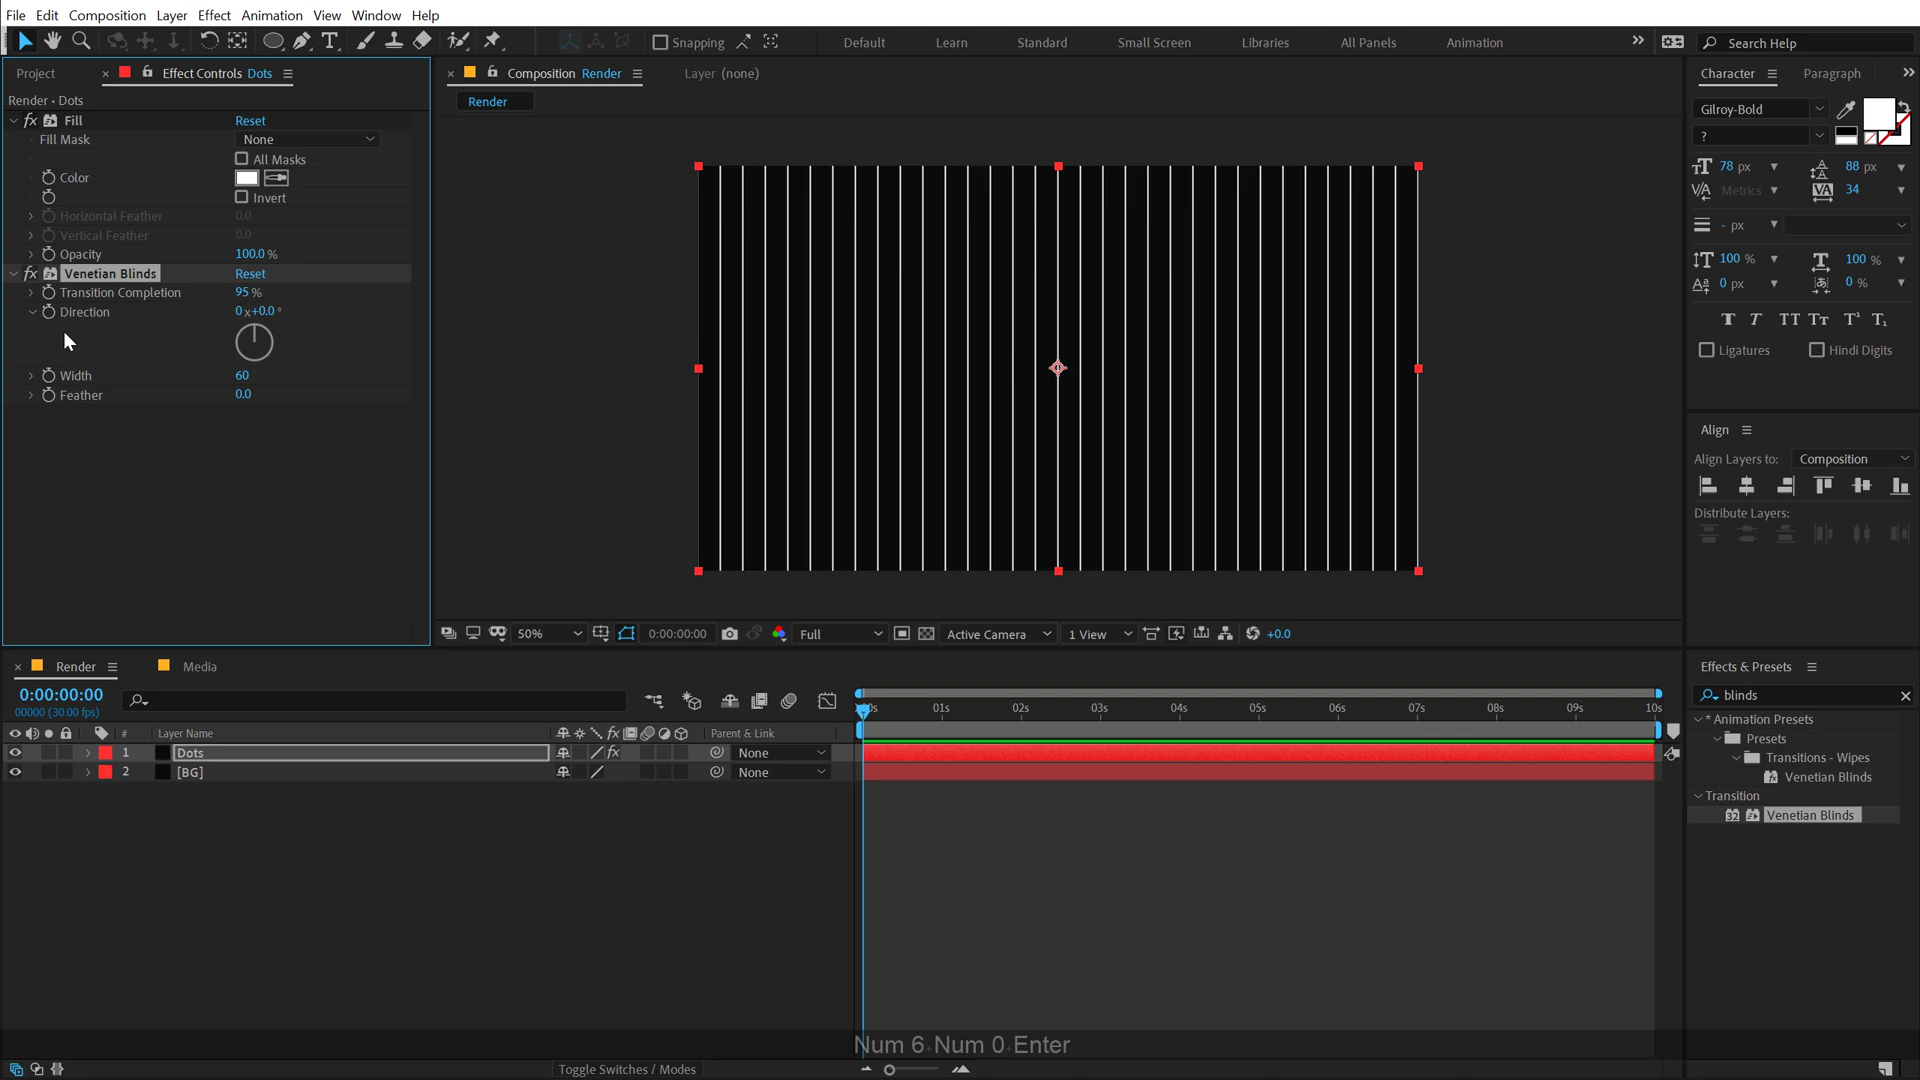 File Edit Composition Layer Effect Animation View Window Help
Snapping Default Learn Standard Small Screen Libraries All Panels Animation Search Help
Project Effect Controls Dots
Composition Render Layer (none)
Character Paragraph
Render • Dots
Render
Fill Reset
Fill Mask None
All Masks
Color
Invert
Horizontal Feather 0.0
Vertical Feather 0.0
Opacity 100.0 %
Venetian Blinds Reset
Transition Completion 95 %
Direction 0 x+0.0 °
Width 60
Feather 0.0
Gilroy-Bold
?
78 px 88 px
Metrics 34
- px
100 % 100 %
0 px 0 %
T T TT Tт T¹ T₁
Ligatures Hindi Digits
Align
Align Layers to: Composition
Distribute Layers:
50% 0:00:00:00 Full Active Camera 1 View +0.0
Render Media
0:00:00:00
00000 (30.00 fps)
01s 02s 03s 04s 05s 06s 07s 08s 09s 10s
# Layer Name Parent & Link
1 Dots None
2 [BG] None
Effects & Presets
blinds
* Animation Presets
Presets
Transitions - Wipes
Venetian Blinds
Transition
32 Venetian Blinds
Num 6 Num 0 Enter
Toggle Switches / Modes